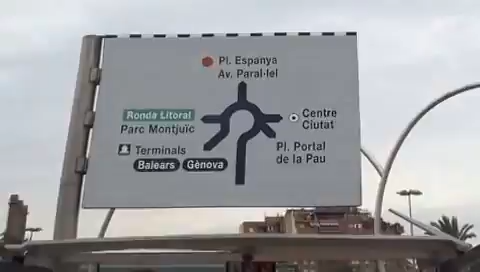 Pl. Espanya
Av. Paral·lel
Ronda Litoral
Parc Montjuïc
Centre
Ciutat
Terminals
Balears Gènova
Pl. Portal
de la Pau